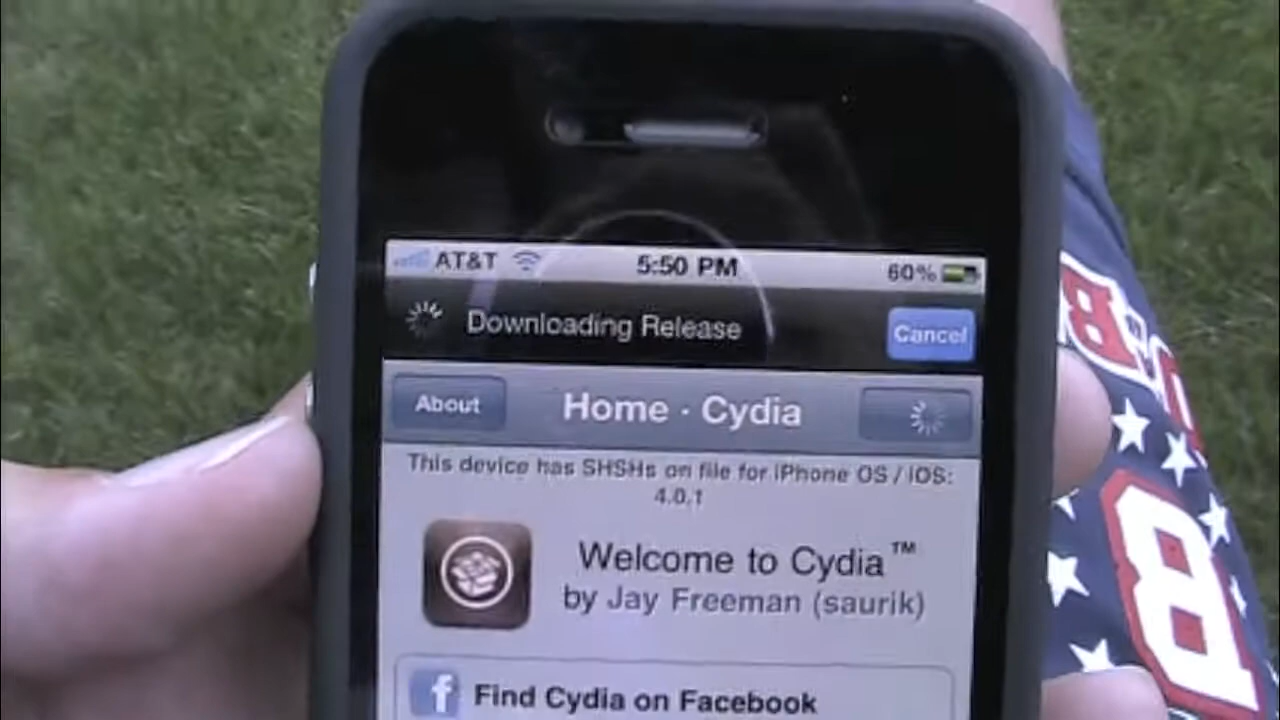 AT&T 5:50 PM 60%
Downloading Release Cancel
About Home · Cydia
This device has SHSHs on file for iPhone OS / iOS:
4.0.1
Welcome to Cydia™
by Jay Freeman (saurik)
f Find Cydia on Facebook